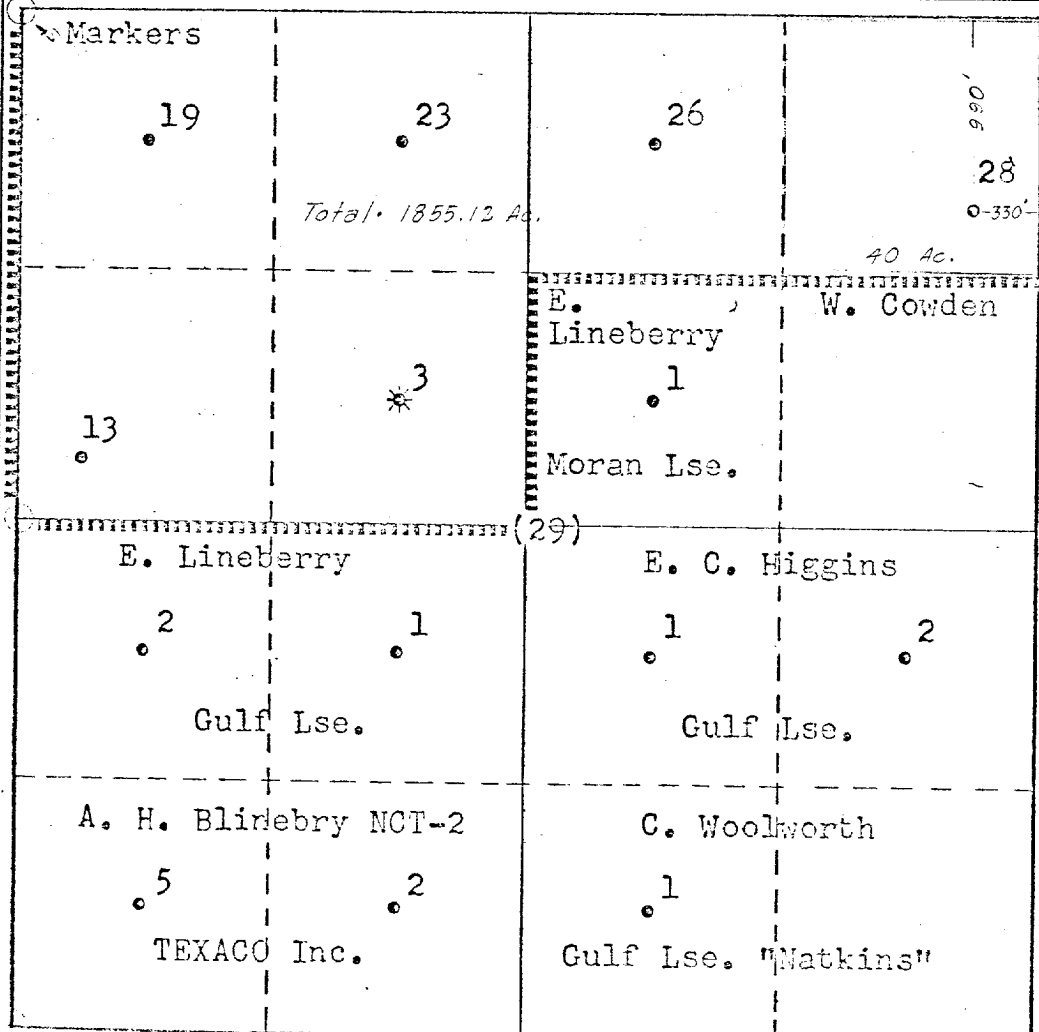 Markers
19
23
26
990'
28
Total. 1855.12 Ac.
-330'-
40 Ac.
E.
Lineberry
W. Cowden
3
1
13
Moran Lse.
(29)
E. Lineberry
E. C. Higgins
2
1
1
2
Gulf Lse.
Gulf Lse.
A. H. Blinebry NCT-2
C. Woolworth
5
2
1
TEXACO Inc.
Gulf Lse. "Natkins"